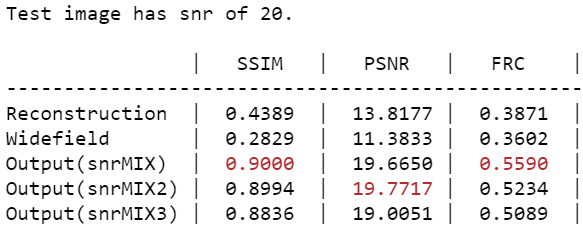 Test image has snr of 20.
| SSIM | PSNR | FRC |
--------------------------------------------------
Reconstruction | 0.4389 | 13.8177 | 0.3871 |
Widefield | 0.2829 | 11.3833 | 0.3602 |
Output(snrMIX) | 0.9000 | 19.6650 | 0.5590 |
Output(snrMIX2) | 0.8994 | 19.7717 | 0.5234 |
Output(snrMIX3) | 0.8836 | 19.0051 | 0.5089 |